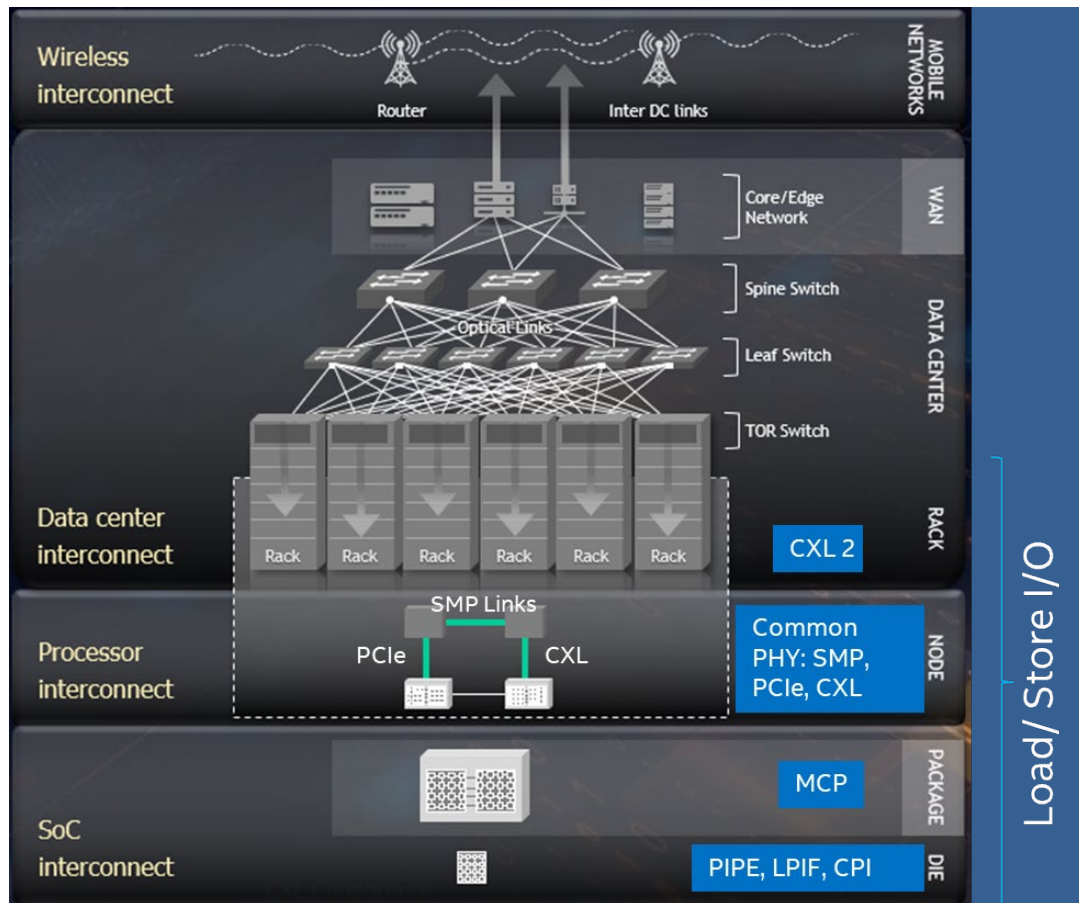 Wireless
interconnect
Router
Inter DC links
MOBILE
NETWORKS
Core/Edge
Network
WAN
Spine Switch
Optical Links
Leaf Switch
DATA CENTER
TOR Switch
Data center
interconnect
Rack
Rack
Rack
Rack
Rack
Rack
CXL 2
RACK
SMP Links
PCIe
CXL
Processor
interconnect
Common
PHY: SMP,
PCIe, CXL
NODE
Load/ Store I/O
MCP
PACKAGE
SoC
interconnect
PIPE, LPIF, CPI
DIE